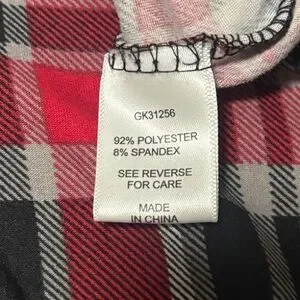 GK31256
92% POLYESTER
8% SPANDEX
SEE REVERSE
FOR CARE
MADE
IN CHINA